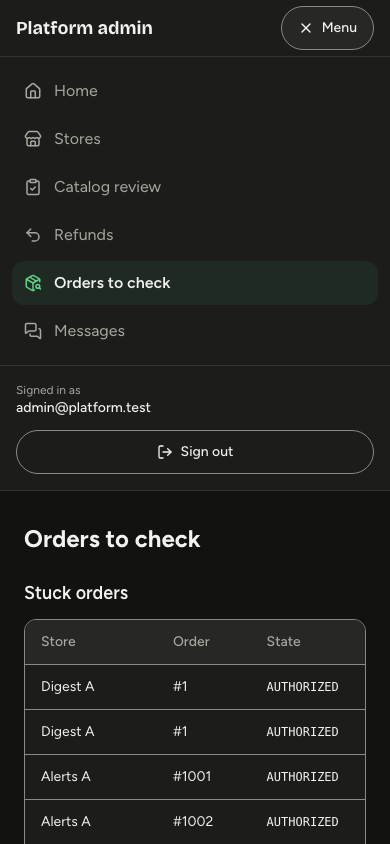 Platform admin
Menu
Home
Stores
Catalog review
Refunds
Orders to check
Messages
Signed in as
admin@platform.test
Sign out
Orders to check
Stuck orders
Store Order State
Digest A #1 AUTHORIZED
Digest A #1 AUTHORIZED
Alerts A #1001 AUTHORIZED
Alerts A #1002 AUTHORIZED